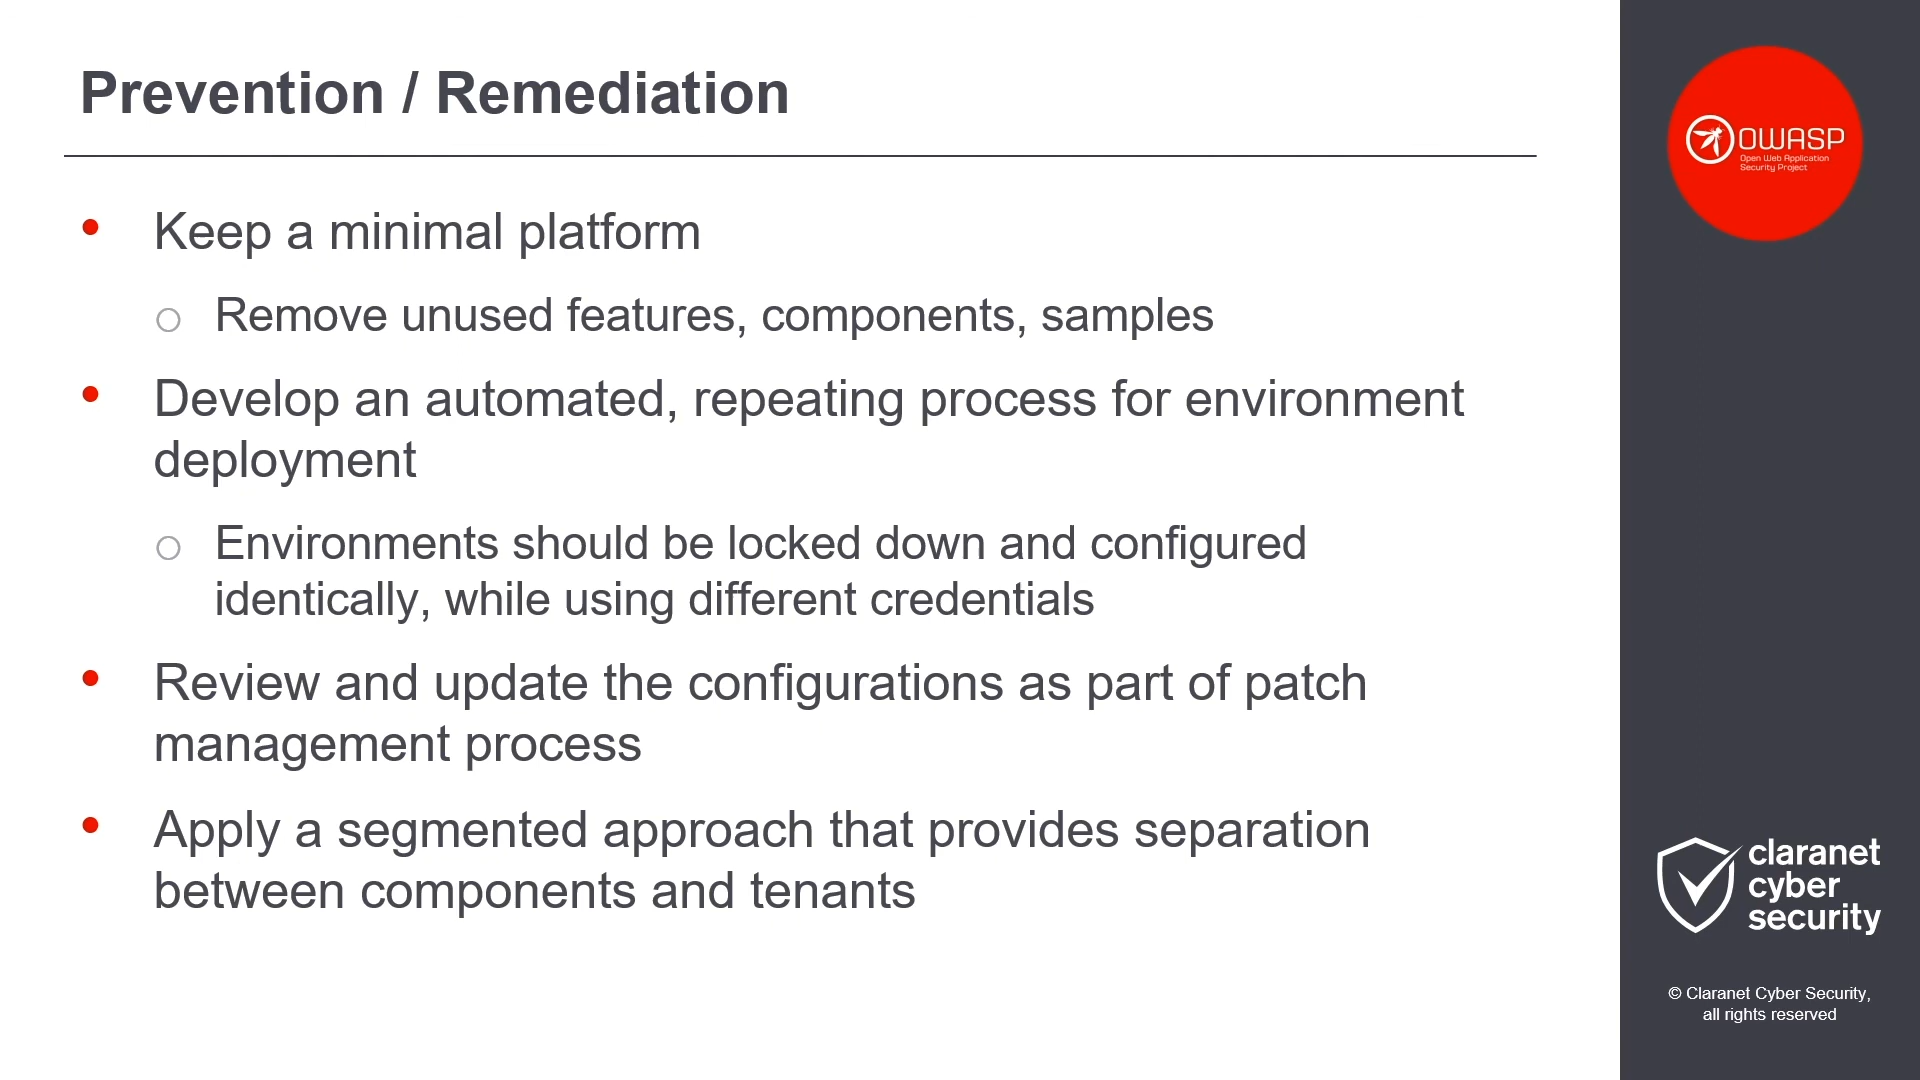 Prevention / Remediation
• Keep a minimal platform
o Remove unused features, components, samples
• Develop an automated, repeating process for environment
deployment
o Environments should be locked down and configured
identically, while using different credentials
• Review and update the configurations as part of patch
management process
• Apply a segmented approach that provides separation
between components and tenants
OWASP
Open Web Application
Security Project
claranet
cyber
security
© Claranet Cyber Security,
all rights reserved